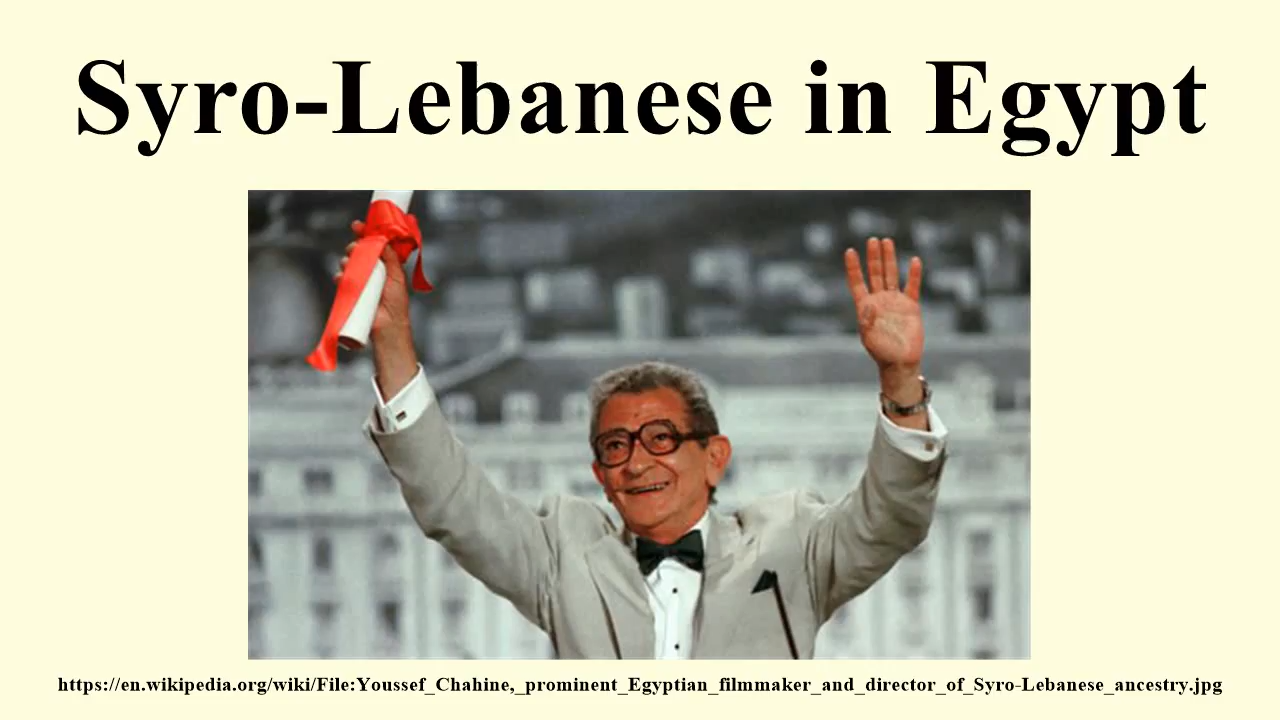 Syro-Lebanese in Egypt
https://en.wikipedia.org/wiki/File:Youssef_Chahine,_prominent_Egyptian_filmmaker_and_director_of_Syro-Lebanese_ancestry.jpg